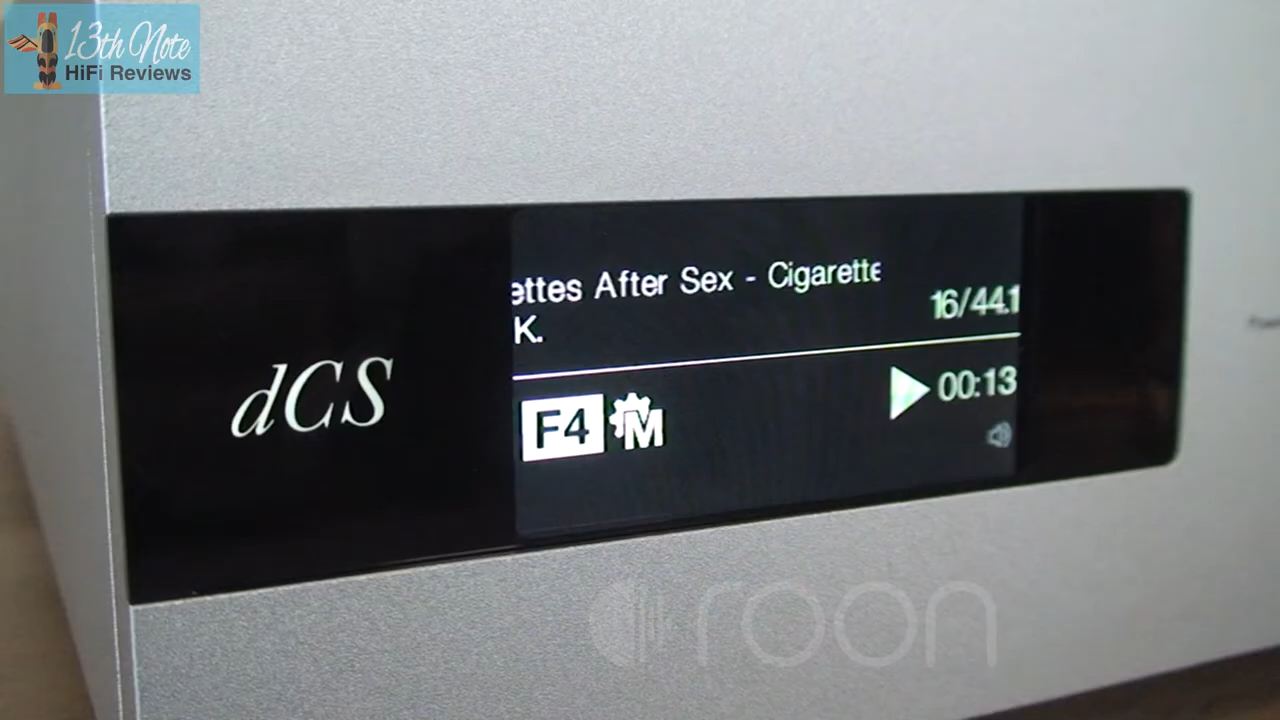 13th Note
HiFi Reviews
ettes After Sex - Cigarette
K.
16/44.1
dCS
F4 M
00:13
roon